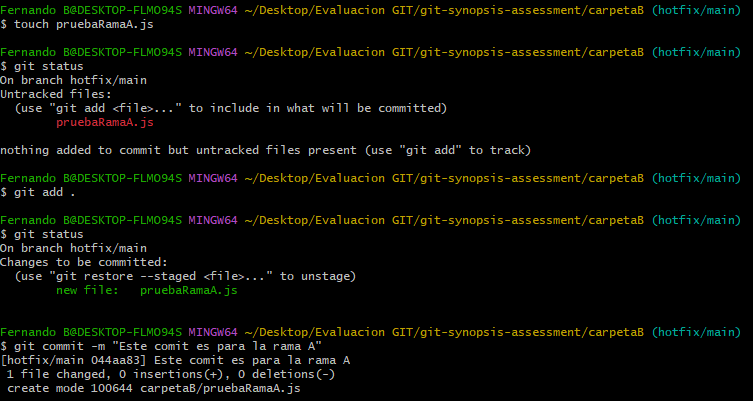 Fernando B@DESKTOP-FLMO94S MINGW64 ~/Desktop/Evaluacion GIT/git-synopsis-assessment/carpetaB (hotfix/main)
$ touch pruebaRamaA.js
Fernando B@DESKTOP-FLMO94S MINGW64 ~/Desktop/Evaluacion GIT/git-synopsis-assessment/carpetaB (hotfix/main)
$ git status
On branch hotfix/main
Untracked files:
  (use "git add <file>..." to include in what will be committed)
        pruebaRamaA.js
nothing added to commit but untracked files present (use "git add" to track)
Fernando B@DESKTOP-FLMO94S MINGW64 ~/Desktop/Evaluacion GIT/git-synopsis-assessment/carpetaB (hotfix/main)
$ git add .
Fernando B@DESKTOP-FLMO94S MINGW64 ~/Desktop/Evaluacion GIT/git-synopsis-assessment/carpetaB (hotfix/main)
$ git status
On branch hotfix/main
Changes to be committed:
  (use "git restore --staged <file>..." to unstage)
        new file:   pruebaRamaA.js
Fernando B@DESKTOP-FLMO94S MINGW64 ~/Desktop/Evaluacion GIT/git-synopsis-assessment/carpetaB (hotfix/main)
$ git commit -m "Este comit es para la rama A"
[hotfix/main 044aa83] Este comit es para la rama A
 1 file changed, 0 insertions(+), 0 deletions(-)
 create mode 100644 carpetaB/pruebaRamaA.js